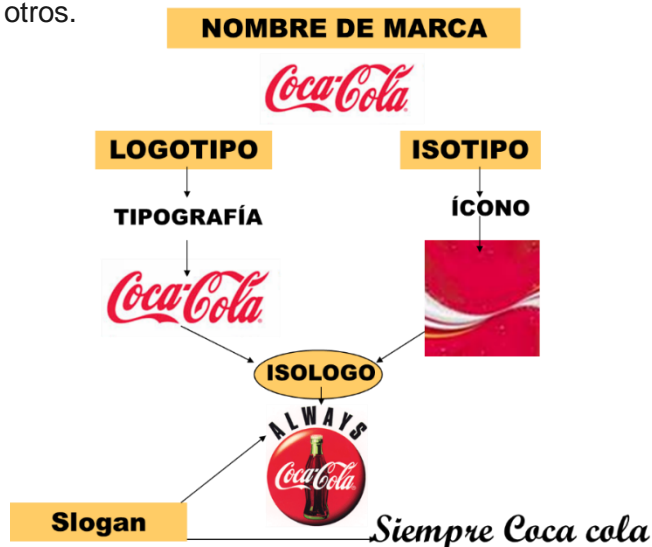 otros.
NOMBRE DE MARCA
Coca-Cola
LOGOTIPO
ISOTIPO
TIPOGRAFÍA
ÍCONO
Coca-Cola
ISOLOGO
ALWAYS
Coca-Cola
Slogan
Siempre Coca cola